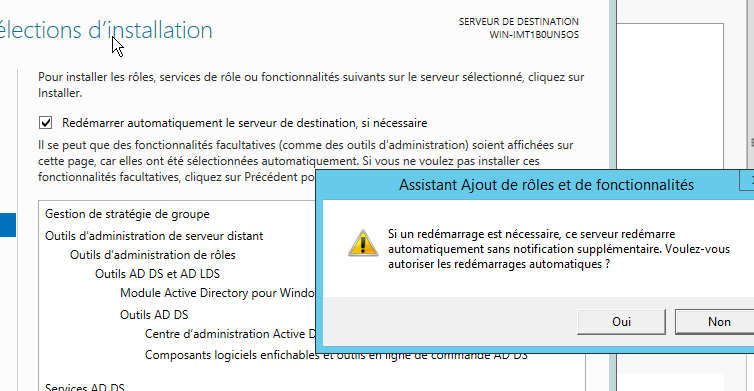 élections d'installation
SERVEUR DE DESTINATION
WIN-IMT1B0UN5OS
Pour installer les rôles, services de rôle ou fonctionnalités suivants sur le serveur sélectionné, cliquez sur
Installer.
Redémarrer automatiquement le serveur de destination, si nécessaire
Il se peut que des fonctionnalités facultatives (comme des outils d'administration) soient affichées sur
cette page, car elles ont été sélectionnées automatiquement. Si vous ne voulez pas installer ces
fonctionnalités facultatives, cliquez sur Précédent po
Gestion de stratégie de groupe
Outils d'administration de serveur distant
Outils d'administration de rôles
Outils AD DS et AD LDS
Module Active Directory pour Windo
Outils AD DS
Centre d'administration Active D
Composants logiciels enfichables et outils en ligne de commande AD DS
Services AD DS
Assistant Ajout de rôles et de fonctionnalités
Si un redémarrage est nécessaire, ce serveur redémarre
automatiquement sans notification supplémentaire. Voulez-vous
autoriser les redémarrages automatiques ?
Oui
Non